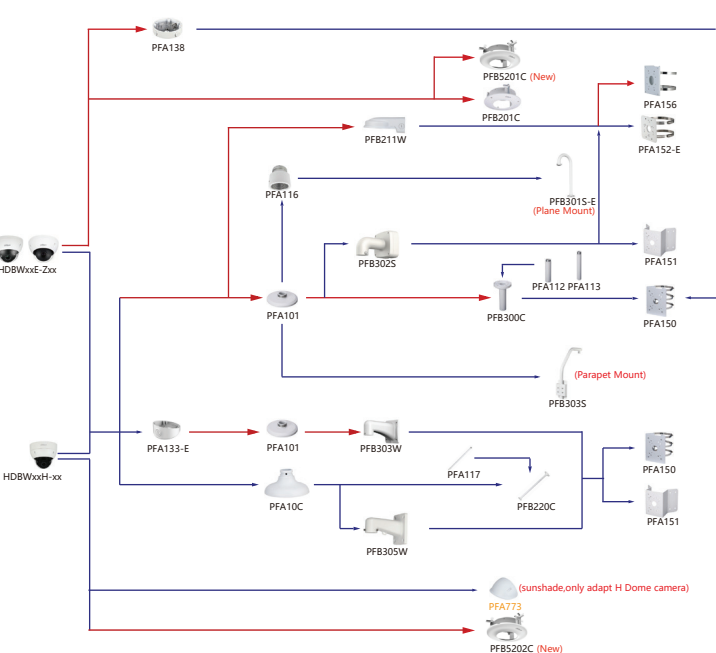 PFA138
PFB5201C (New)
PFA156
PFB201C
PFB211W
PFA152-E
PFA116
PFB301S-E
(Plane Mount)
HDBWxxE-Zxx
PFB302S
PFA151
PFA112 PFA113
PFA101
PFB300C
PFA150
(Parapet Mount)
PFB303S
PFA133-E
PFA101
PFB303W
PFA150
HDBWxxH-xx
PFA117
PFA10C
PFB220C
PFA151
PFB305W
(sunshade,only adapt H Dome camera)
PFA773
PFB5202C (New)